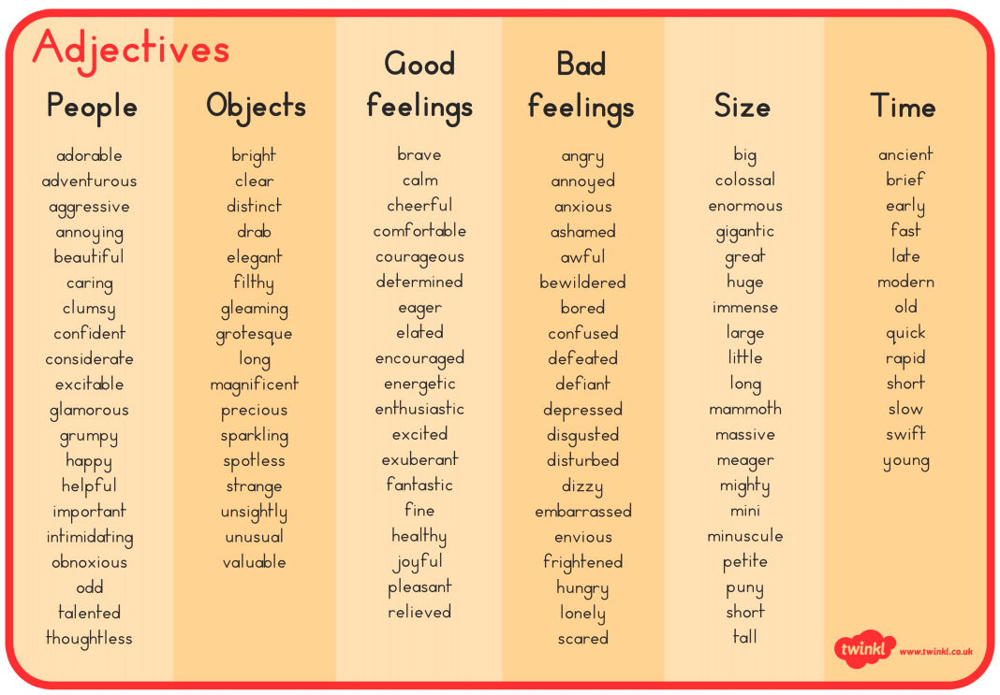 Adjectives
People
adorable
adventurous
aggressive
annoying
beautiful
caring
clumsy
confident
considerate
excitable
glamorous
grumpy
happy
helpful
important
intimidating
obnoxious
odd
talented
thoughtless
Objects
bright
clear
distinct
drab
elegant
filthy
gleaming
grotesque
long
magnificent
precious
sparkling
spotless
strange
unsightly
unusual
valuable
Good
feelings
brave
calm
cheerful
comfortable
courageous
determined
eager
elated
encouraged
energetic
enthusiastic
excited
exuberant
fantastic
fine
healthy
joyful
pleasant
relieved
Bad
feelings
angry
annoyed
anxious
ashamed
awful
bewildered
bored
confused
defeated
defiant
depressed
disgusted
disturbed
dizzy
embarrassed
envious
frightened
hungry
lonely
scared
Size
big
colossal
enormous
gigantic
great
huge
immense
large
little
long
mammoth
massive
meager
mighty
mini
minuscule
petite
puny
short
tall
Time
ancient
brief
early
fast
late
modern
old
quick
rapid
short
slow
swift
young
twinkl www.twinkl.co.uk